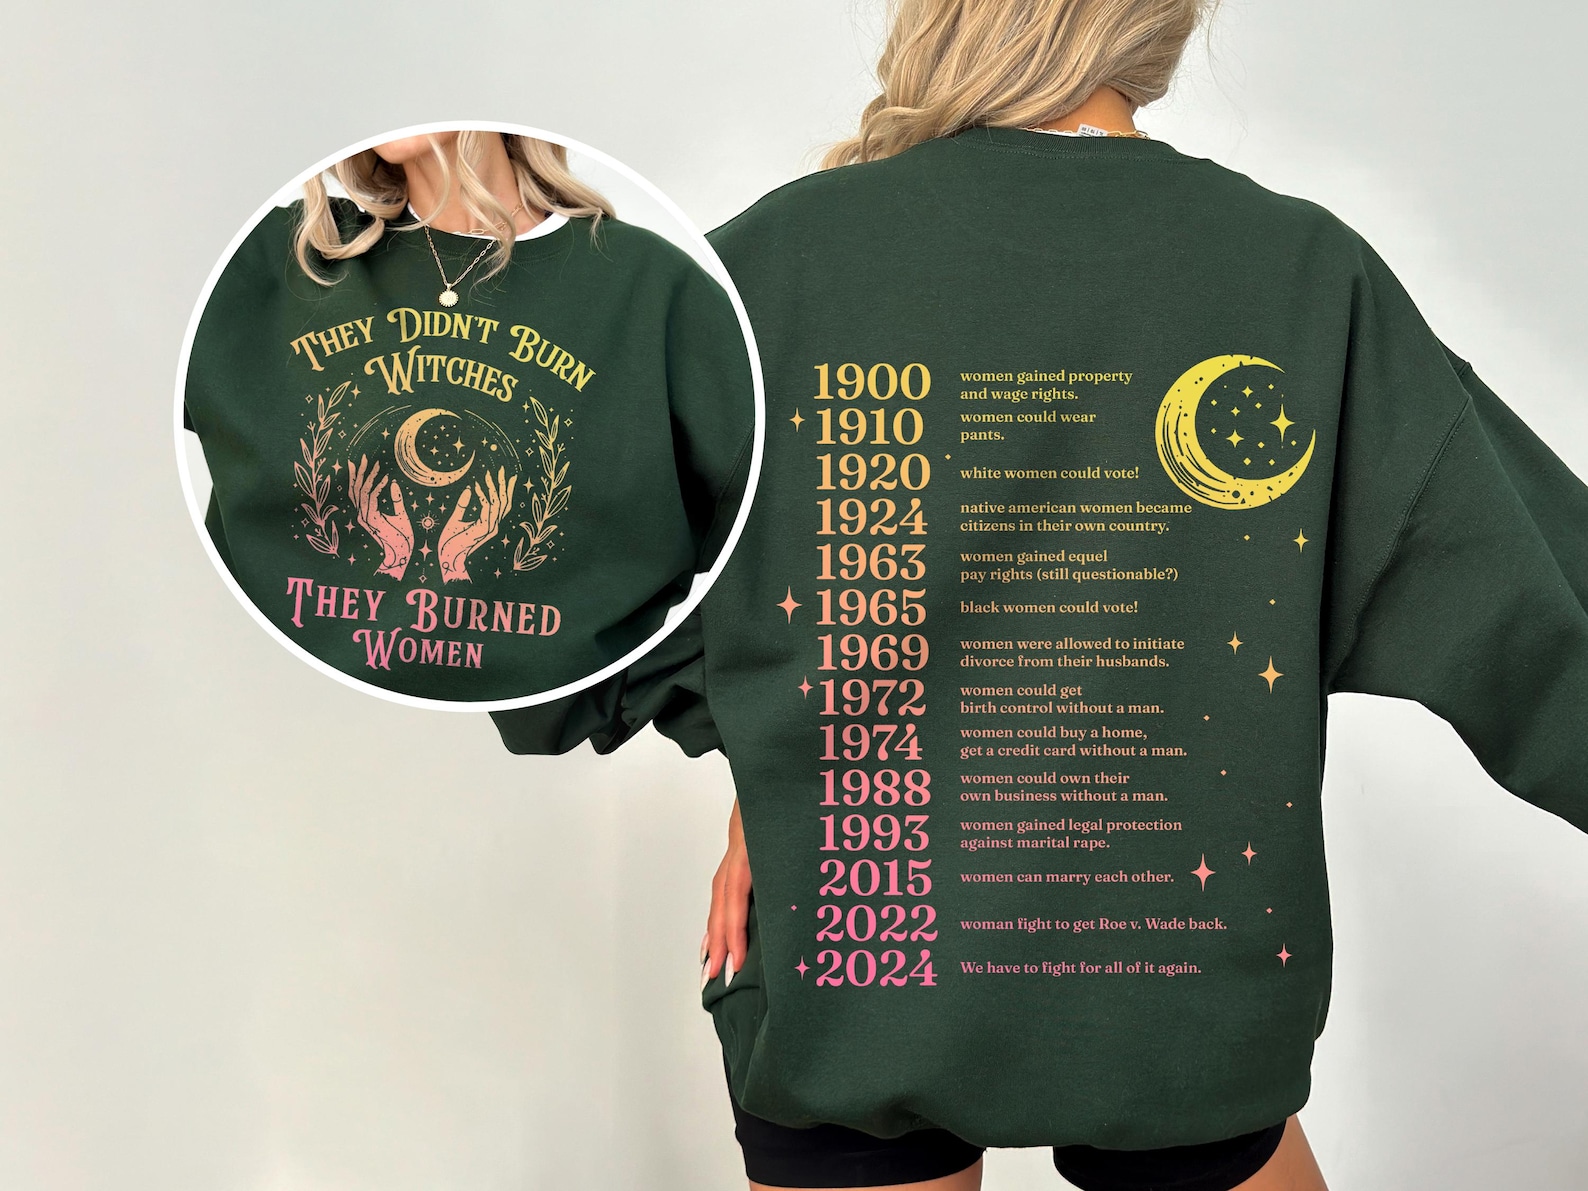 They Didn't Burn
Witches
They Burned
Women
1900 women gained property
and wage rights.
1910 women could wear
pants.
1920 white women could vote!
1924 native american women became
citizens in their own country.
1963 women gained equel
pay rights (still questionable?)
1965 black women could vote!
1969 women were allowed to initiate
divorce from their husbands.
1972 women could get
birth control without a man.
1974 women could buy a home,
get a credit card without a man.
1988 women could own their
own business without a man.
1993 women gained legal protection
against marital rape.
2015 women can marry each other.
2022 woman fight to get Roe v. Wade back.
2024 We have to fight for all of it again.